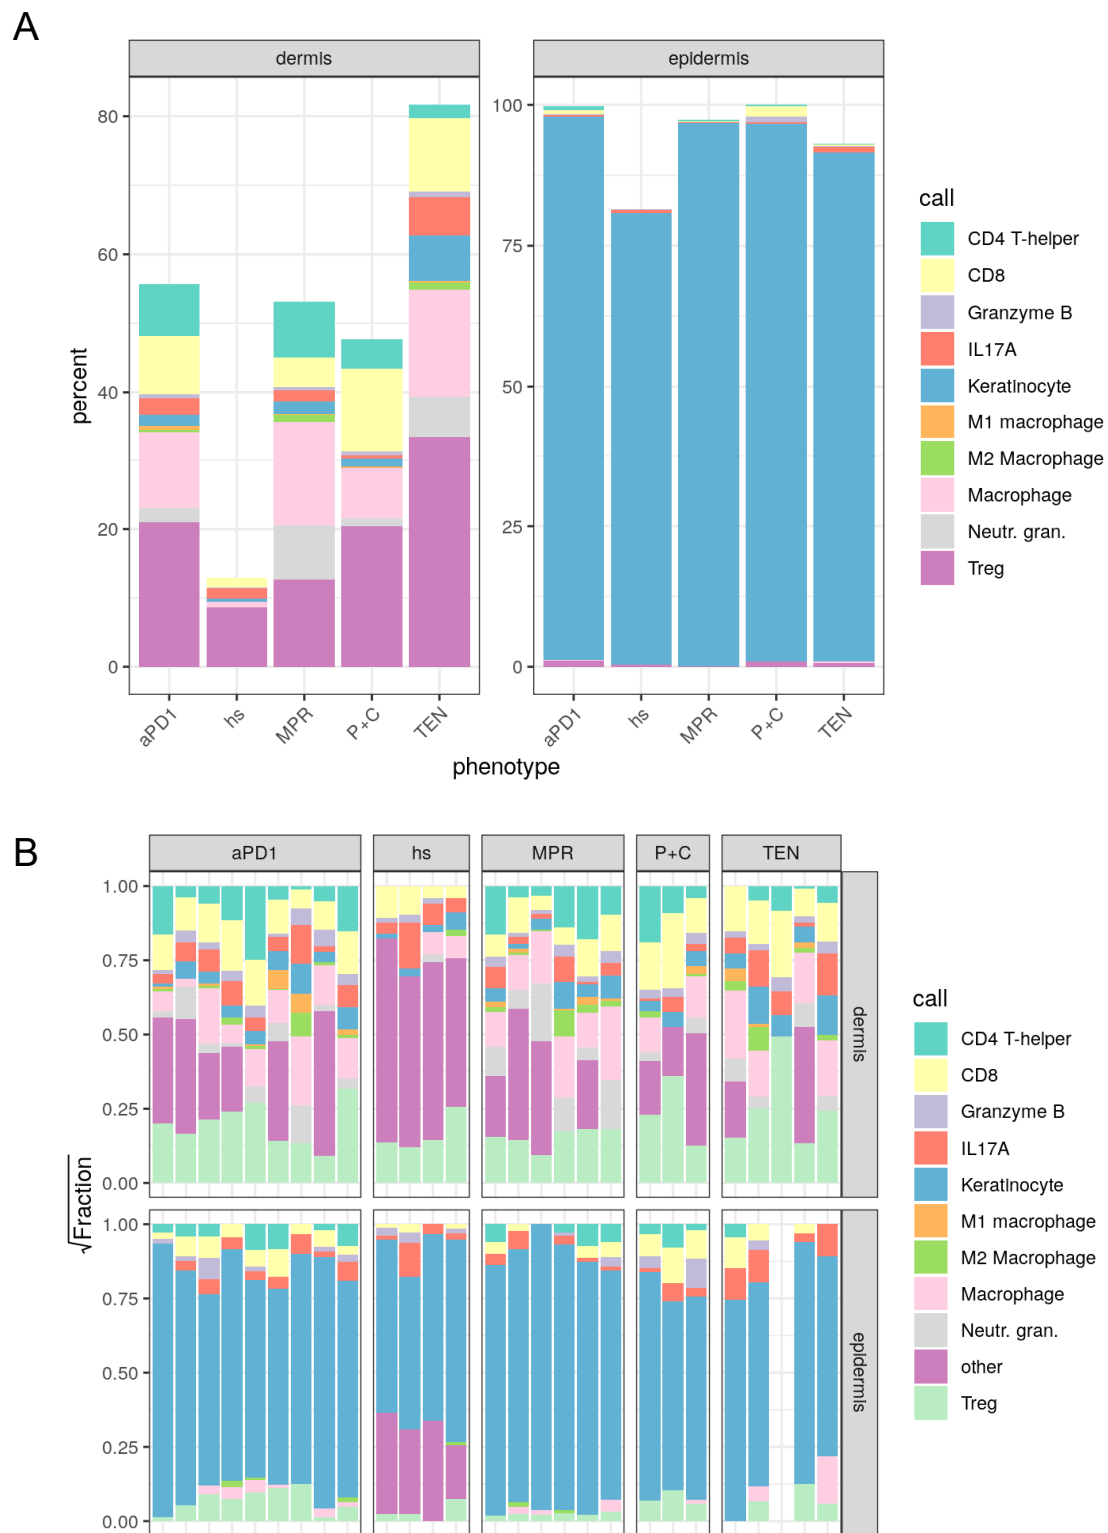 A
dermis
epidermis
percent
80
60
40
20
0
100
75
50
25
0
aPD1
hs
MPR
P+C
TEN
aPD1
hs
MPR
P+C
TEN
phenotype
call
CD4 T-helper
CD8
Granzyme B
IL17A
Keratinocyte
M1 macrophage
M2 Macrophage
Macrophage
Neutr. gran.
Treg
B
aPD1
hs
MPR
P+C
TEN
1.00
0.75
0.50
0.25
0.00
dermis
√Fraction
1.00
0.75
0.50
0.25
0.00
epidermis
call
CD4 T-helper
CD8
Granzyme B
IL17A
Keratinocyte
M1 macrophage
M2 Macrophage
Macrophage
Neutr. gran.
other
Treg